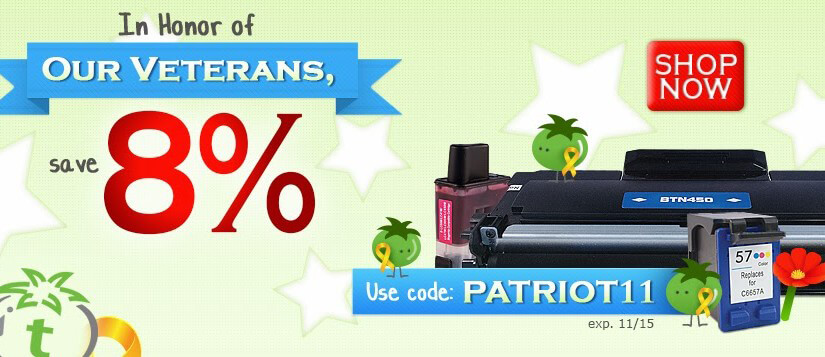 In Honor of
OUR VETERANS,
save
8%
SHOP
NOW
BTN450
57
Color
Replaces
for
C6657A
Use code: PATRIOT11
exp. 11/15
t